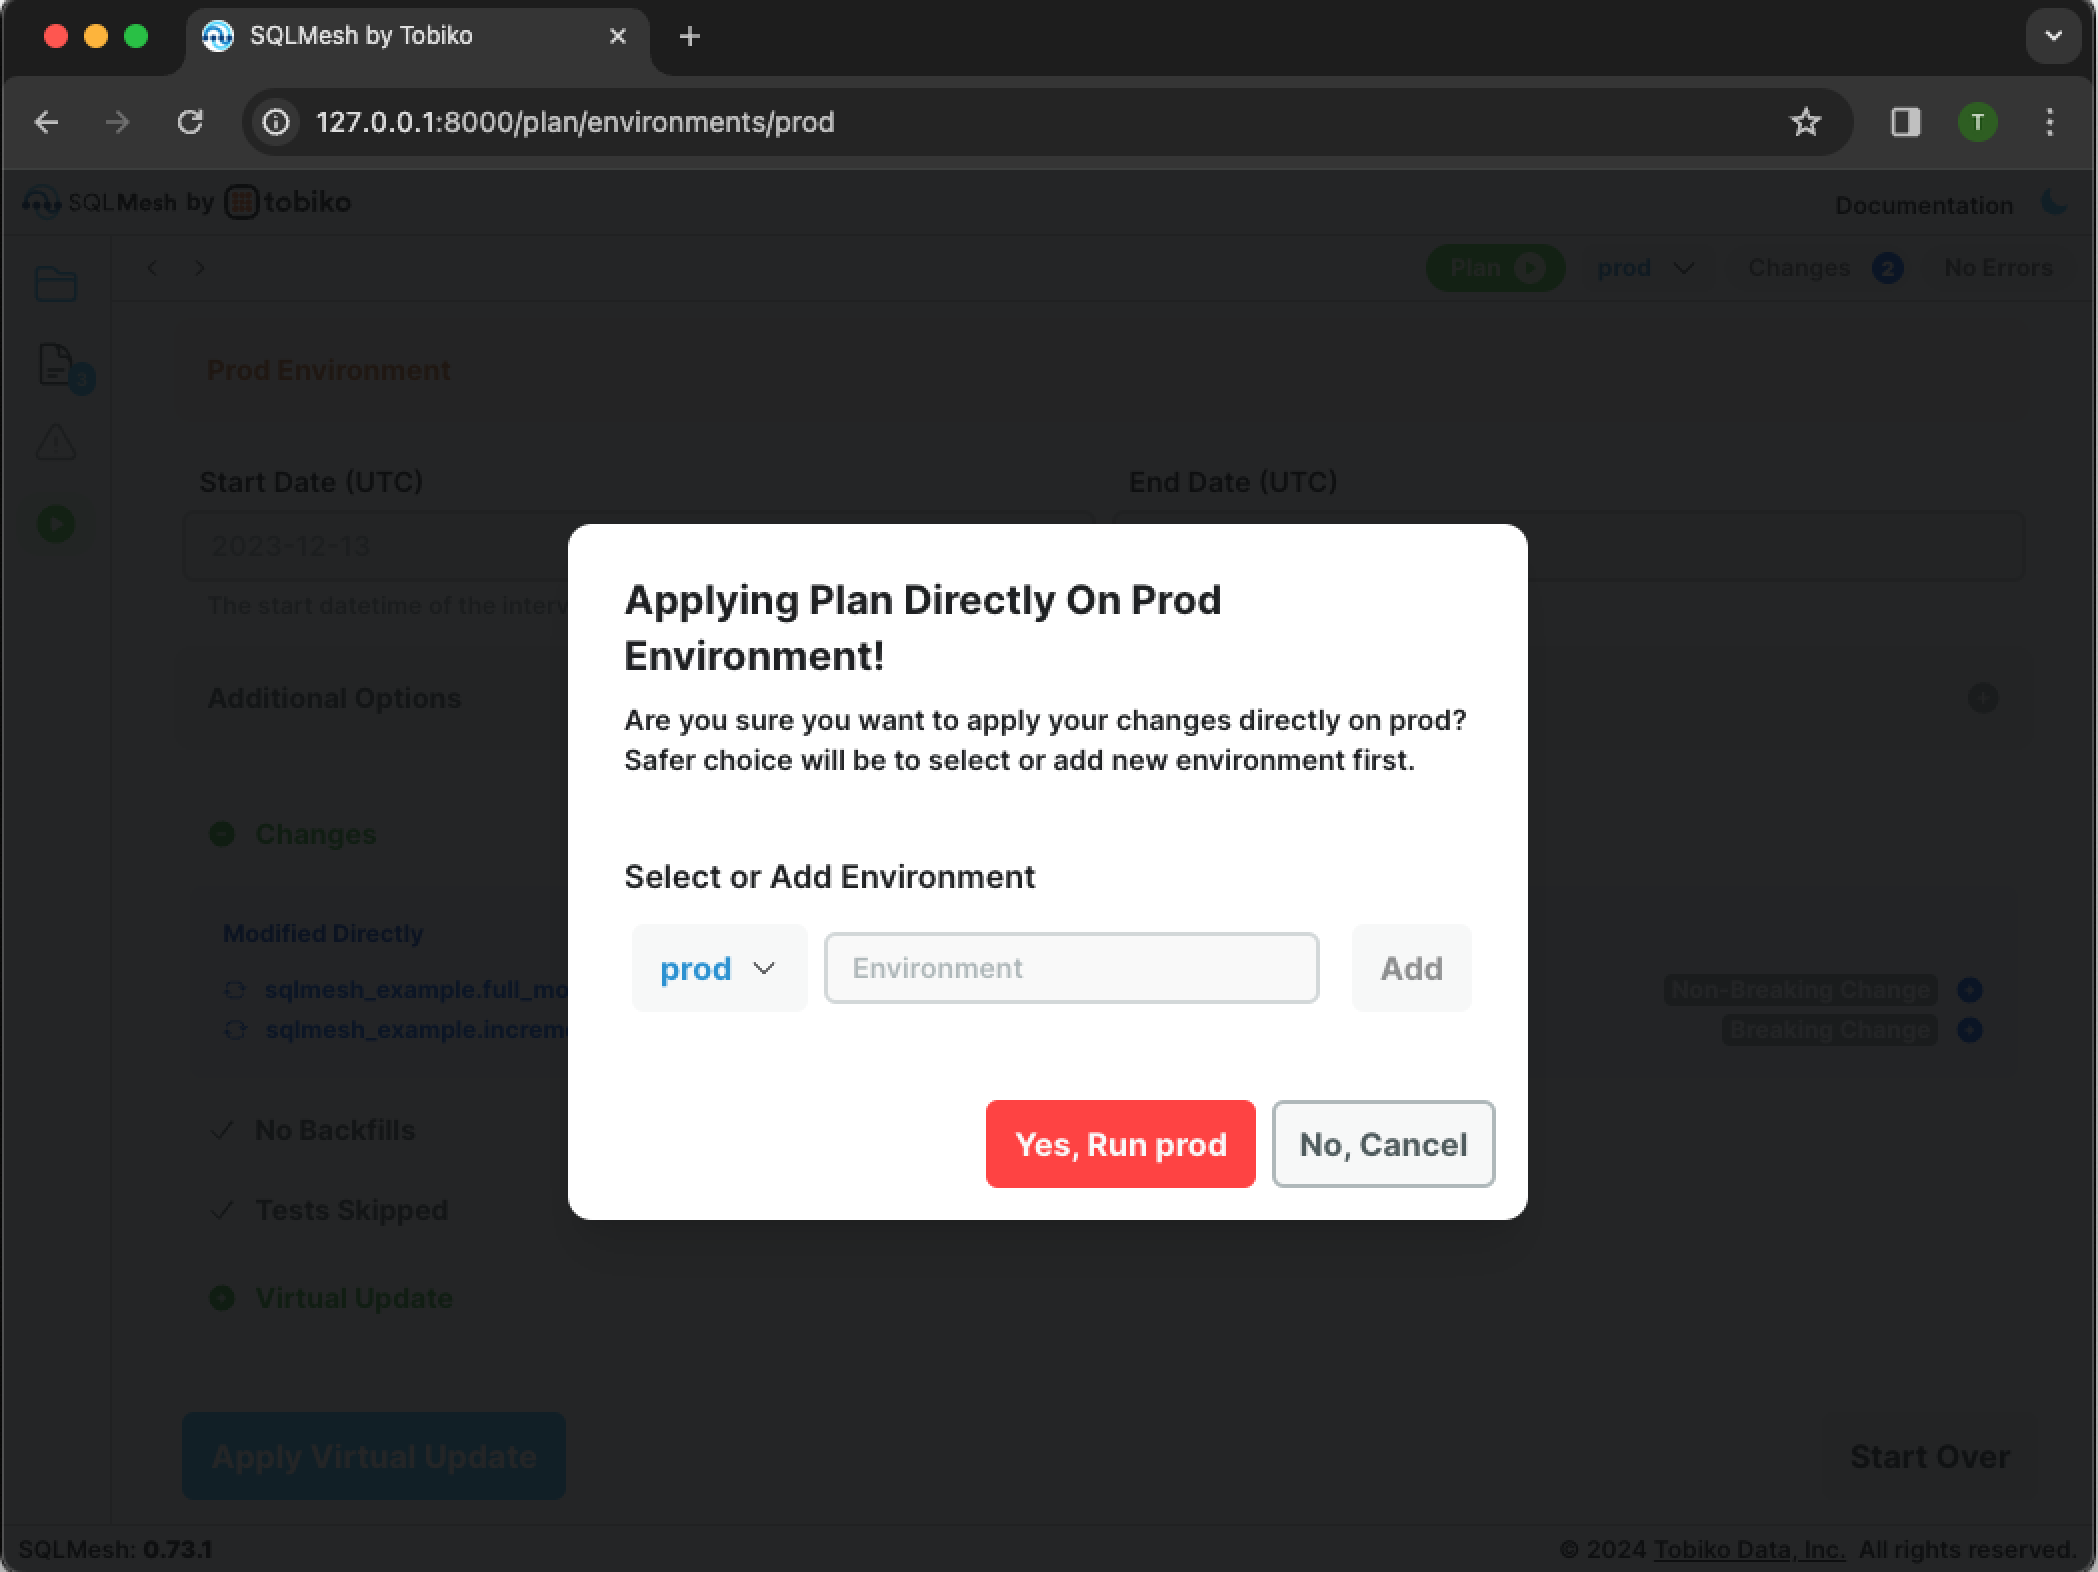 SQLMesh by Tobiko
127.0.0.1:8000/plan/environments/prod
T
SQLMesh by tobiko
Documentation
Plan
prod
Changes 2
No Errors
3
Prod Environment
Start Date (UTC)
End Date (UTC)
2023-12-13
The start datetime of the interv
Additional Options
Applying Plan Directly On Prod
Environment!
Are you sure you want to apply your changes directly on prod?
Safer choice will be to select or add new environment first.
Select or Add Environment
prod
Environment
Add
Yes, Run prod
No, Cancel
Changes
Modified Directly
sqlmesh_example.full_mo
Non-Breaking Change
sqlmesh_example.increme
Breaking Change
No Backfills
Tests Skipped
Virtual Update
Apply Virtual Update
Start Over
SQLMesh: 0.73.1
© 2024 Tobiko Data, Inc. All rights reserved.